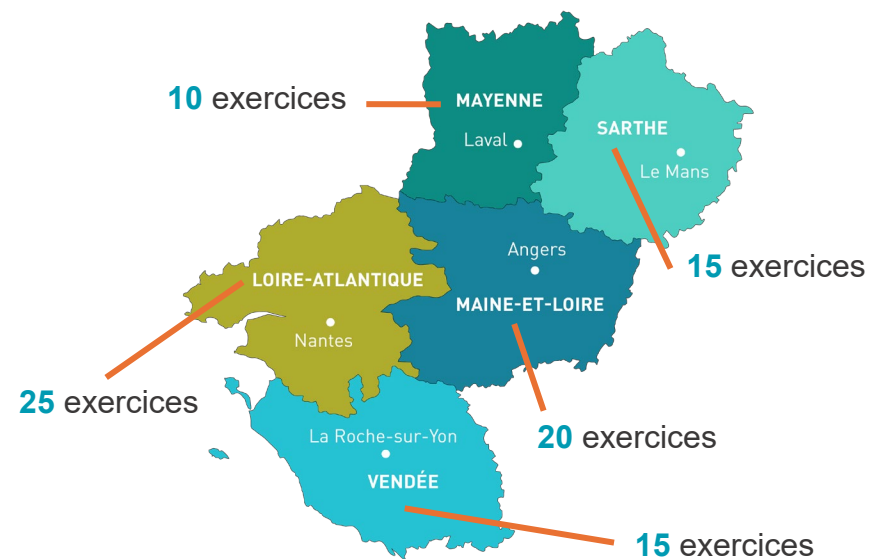 10 exercices
MAYENNE
Laval
SARTHE
Le Mans
15 exercices
Angers
MAINE-ET-LOIRE
LOIRE-ATLANTIQUE
Nantes
25 exercices
20 exercices
La Roche-sur-Yon
VENDÉE
15 exercices